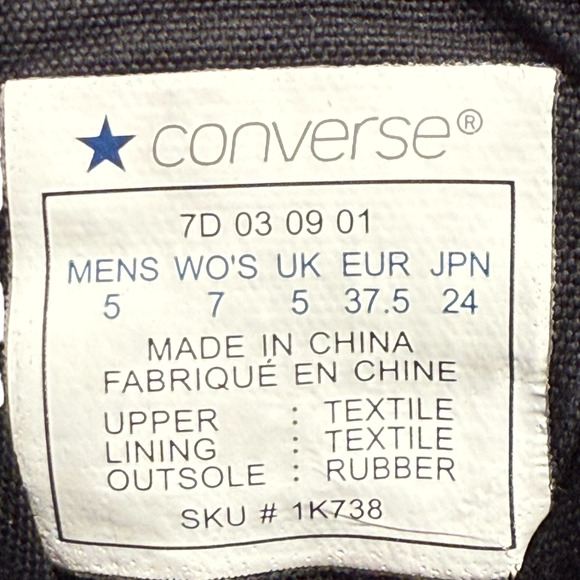 converse®
7D 03 09 01
MENS WO'S UK EUR JPN
5 7 5 37.5 24
MADE IN CHINA
FABRIQUÉ EN CHINE
UPPER : TEXTILE
LINING : TEXTILE
OUTSOLE : RUBBER
SKU # 1K738